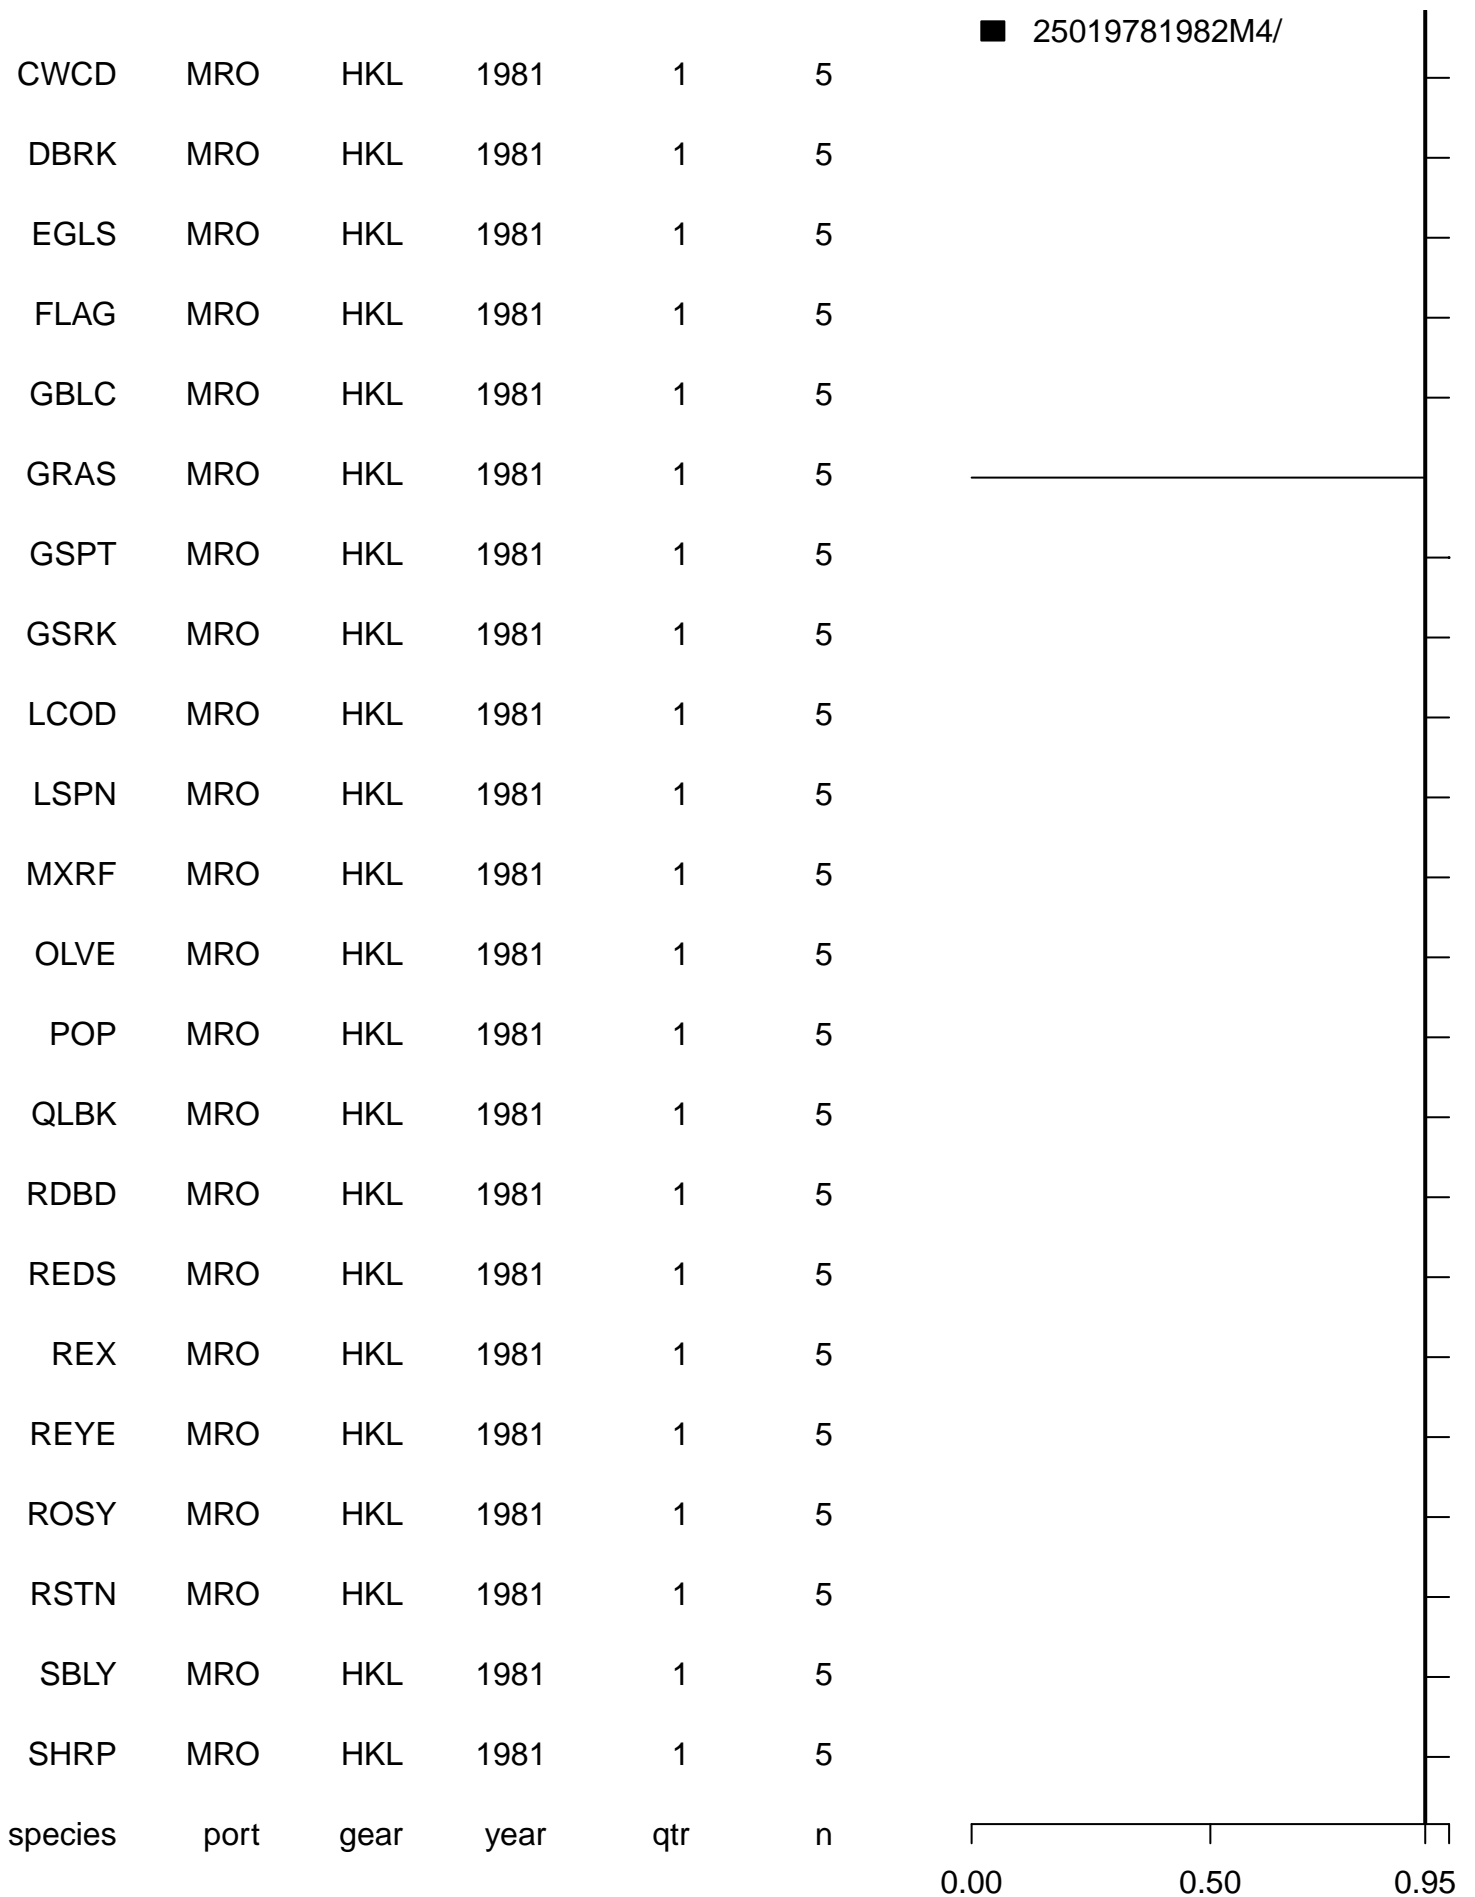 25019781982M4/
CWCD MRO HKL 1981 1 5
DBRK MRO HKL 1981 1 5
EGLS MRO HKL 1981 1 5
FLAG MRO HKL 1981 1 5
GBLC MRO HKL 1981 1 5
GRAS MRO HKL 1981 1 5
GSPT MRO HKL 1981 1 5
GSRK MRO HKL 1981 1 5
LCOD MRO HKL 1981 1 5
LSPN MRO HKL 1981 1 5
MXRF MRO HKL 1981 1 5
OLVE MRO HKL 1981 1 5
POP MRO HKL 1981 1 5
QLBK MRO HKL 1981 1 5
RDBD MRO HKL 1981 1 5
REDS MRO HKL 1981 1 5
REX MRO HKL 1981 1 5
REYE MRO HKL 1981 1 5
ROSY MRO HKL 1981 1 5
RSTN MRO HKL 1981 1 5
SBLY MRO HKL 1981 1 5
SHRP MRO HKL 1981 1 5
species port gear year qtr n
0.00 0.50 0.95